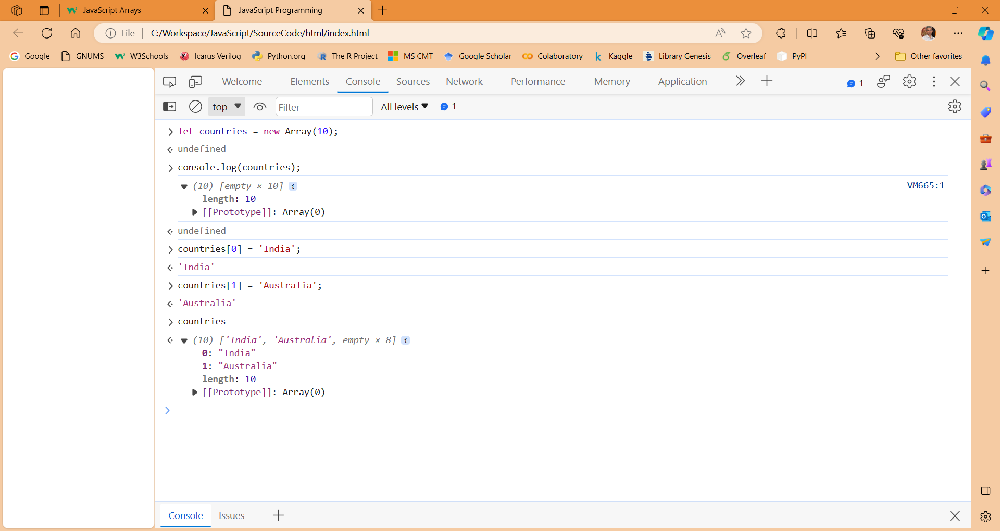 JavaScript Arrays
JavaScript Programming
File
C:/Workspace/JavaScript/SourceCode/html/index.html
Google GNUMS W3Schools Icarus Verilog Python.org The R Project MS CMT Google Scholar Colaboratory Kaggle Library Genesis Overleaf PyPI Other favorites
Welcome Elements Console Sources Network Performance Memory Application 1
top Filter All levels 1
let countries = new Array(10);
undefined
console.log(countries);
(10) [empty × 10] i VM665:1
length: 10
[[Prototype]]: Array(0)
undefined
countries[0] = 'India';
'India'
countries[1] = 'Australia';
'Australia'
countries
(10) ['India', 'Australia', empty × 8] i
0: "India"
1: "Australia"
length: 10
[[Prototype]]: Array(0)
Console Issues